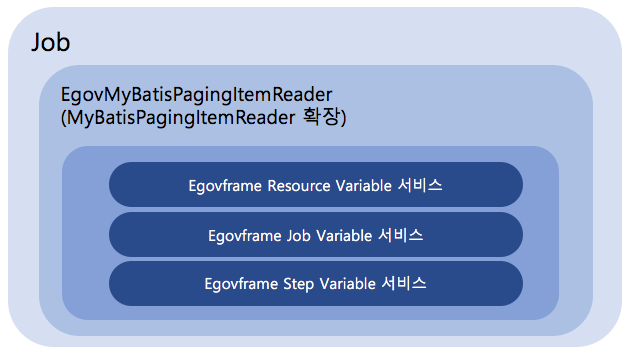 Job
EgovMyBatisPagingItemReader
(MyBatisPagingItemReader 확장)
Egovframe Resource Variable 서비스
Egovframe Job Variable 서비스
Egovframe Step Variable 서비스